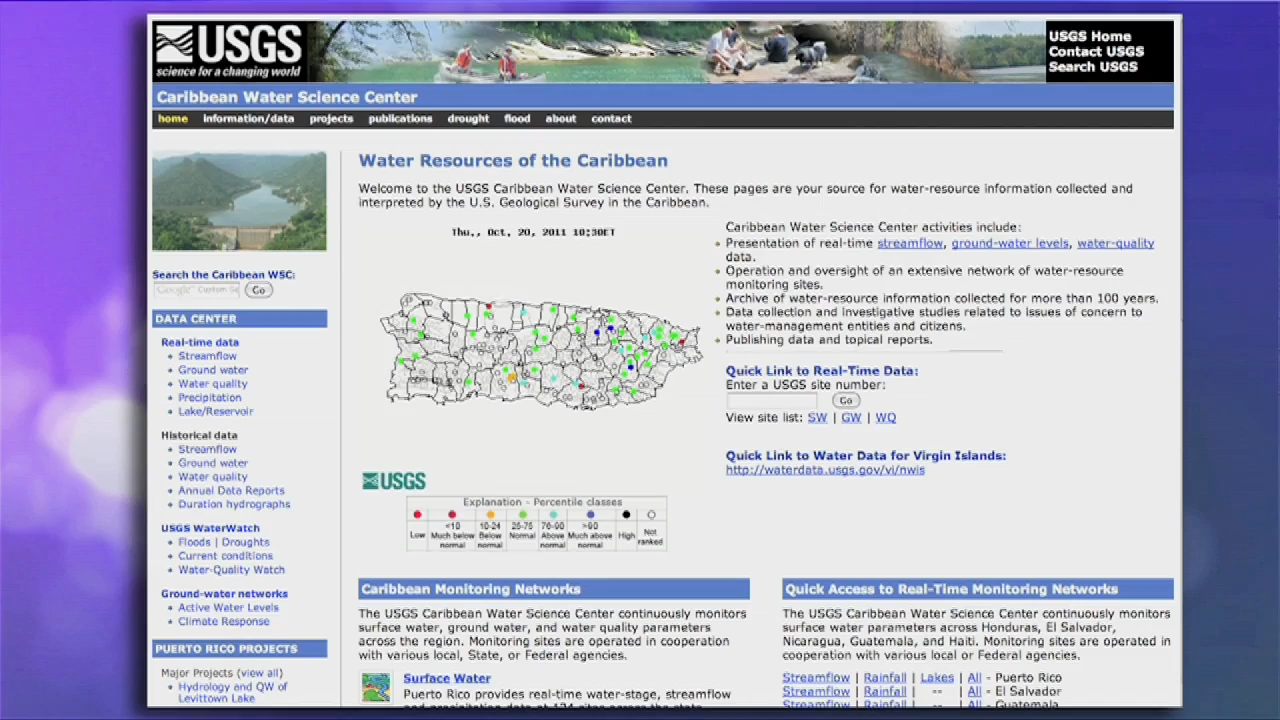 USGS
science for a changing world
USGS Home
Contact USGS
Search USGS
Caribbean Water Science Center
home information/data projects publications drought flood about contact
Search the Caribbean WSC:
Google Custom Se Go
DATA CENTER
Real-time data
Streamflow
Ground water
Water quality
Precipitation
Lake/Reservoir
Historical data
Streamflow
Ground water
Water quality
Annual Data Reports
Duration hydrographs
USGS WaterWatch
Floods | Droughts
Current conditions
Water-Quality Watch
Ground-water networks
Active Water Levels
Climate Response
PUERTO RICO PROJECTS
Major Projects (view all)
Hydrology and QW of
Levittown Lake
Water Resources of the Caribbean
Welcome to the USGS Caribbean Water Science Center. These pages are your source for water-resource information collected and
interpreted by the U.S. Geological Survey in the Caribbean.
Thu,, Oct, 20, 2011 10:30ET
USGS
Explanation - Percentile classes
Low
<10
Much below
normal
10-24
Below
normal
25-75
Normal
76-90
Above
normal
>90
Much above
normal
High
Not
ranked
Caribbean Water Science Center activities include:
Presentation of real-time streamflow, ground-water levels, water-quality
data.
Operation and oversight of an extensive network of water-resource
monitoring sites.
Archive of water-resource information collected for more than 100 years.
Data collection and investigative studies related to issues of concern to
water-management entities and citizens.
Publishing data and topical reports.
Quick Link to Real-Time Data:
Enter a USGS site number:
Go
View site list: SW | GW | WQ
Quick Link to Water Data for Virgin Islands:
http://waterdata.usgs.gov/vi/nwis
Caribbean Monitoring Networks
The USGS Caribbean Water Science Center continuously monitors
surface water, ground water, and water quality parameters
across the region. Monitoring sites are operated in cooperation
with various local, State, or Federal agencies.
Surface Water
Puerto Rico provides real-time water-stage, streamflow
and precipitation data at 124 sites across the state
Quick Access to Real-Time Monitoring Networks
The USGS Caribbean Water Science Center continuously monitors
surface water parameters across Honduras, El Salvador,
Nicaragua, Guatemala, and Haiti. Monitoring sites are operated in
cooperation with various local or Federal agencies.
Streamflow | Rainfall | Lakes | All - Puerto Rico
Streamflow | Rainfall | -- | All - El Salvador
Streamflow | Rainfall | -- | All - Guatemala